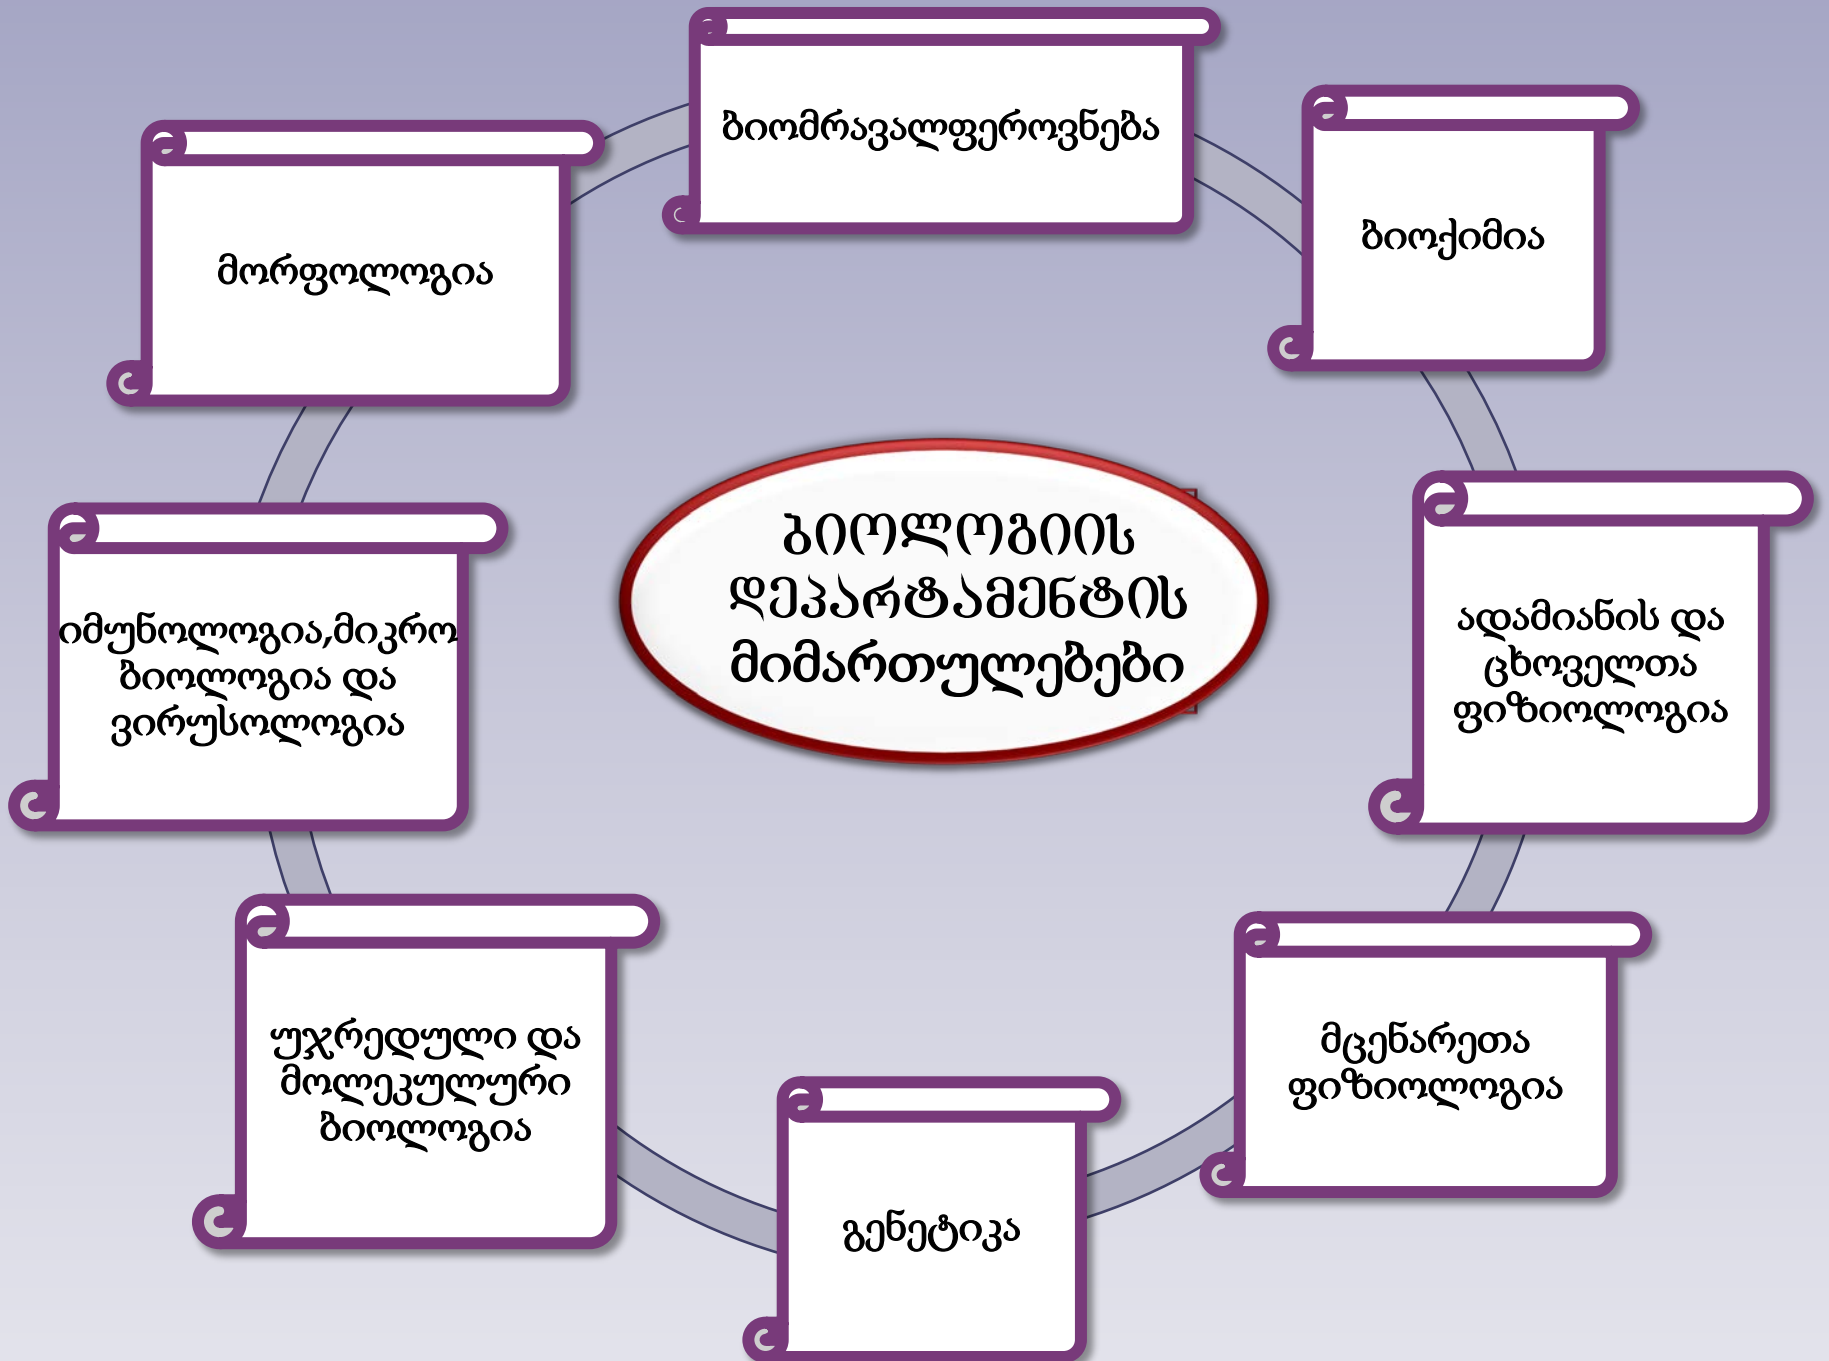 ბიომრავალფეროვნება
ბიოქიმია
ადამიანის და
ცხოველთა
ფიზიოლოგია
მცენარეთა
ფიზიოლოგია
გენეტიკა
უჯრედული და
მოლეკულური
ბიოლოგია
იმუნოლოგია,მიკრო
ბიოლოგია და
ვირუსოლოგია
მორფოლოგია
ბიოლოგიის
დეპარტამენტის
მიმართულებები